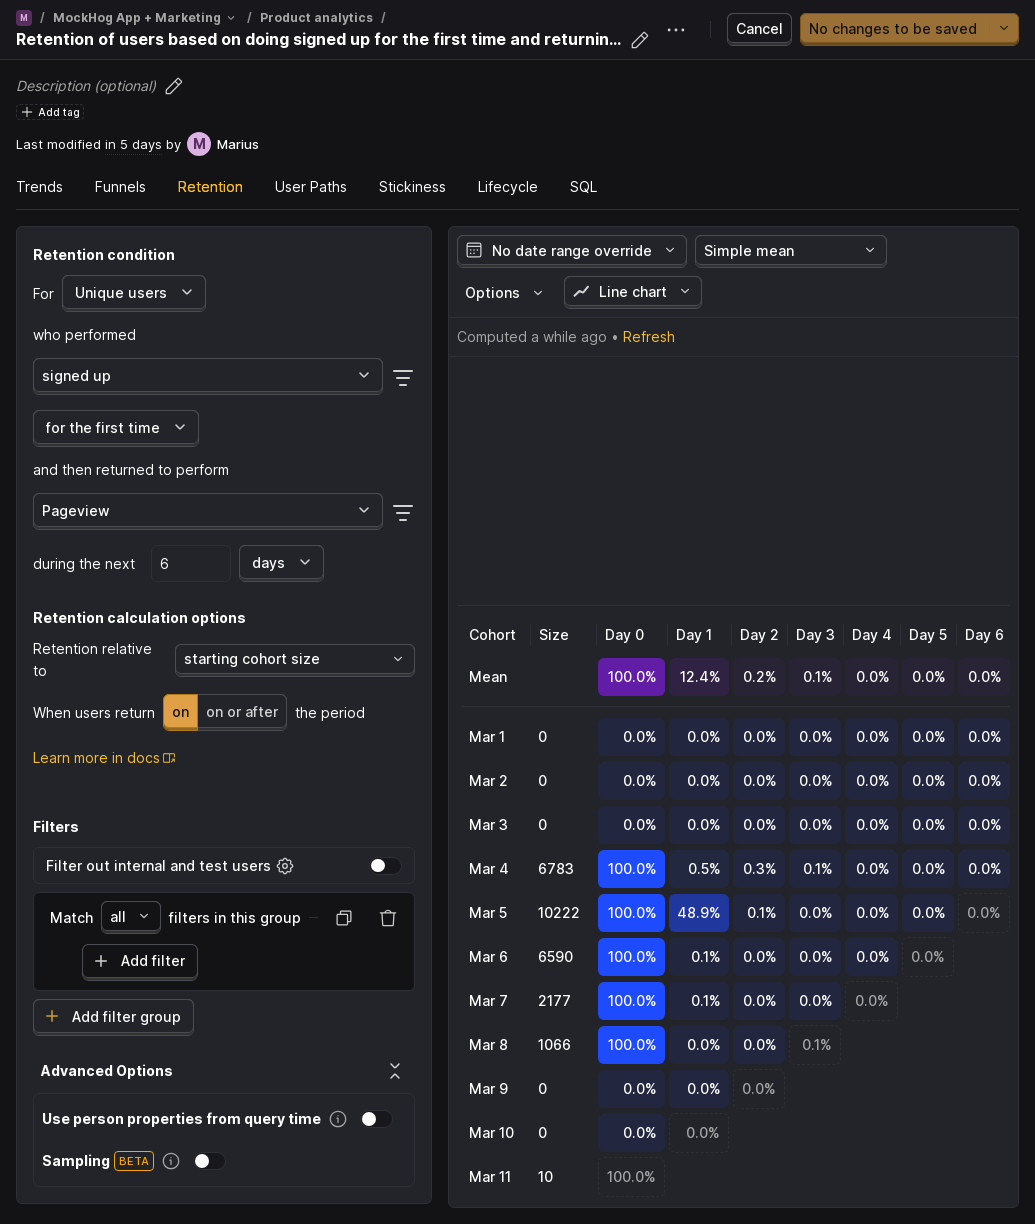 M / MockHog App + Marketing / Product analytics /
Retention of users based on doing signed up for the first time and returnin...
Cancel
No changes to be saved
Description (optional)
Add tag
Last modified in 5 days by M Marius
Trends Funnels Retention User Paths Stickiness Lifecycle SQL
Retention condition
For Unique users
who performed
signed up
for the first time
and then returned to perform
Pageview
during the next 6 days
Retention calculation options
Retention relative
to
starting cohort size
When users return on on or after the period
Learn more in docs
Filters
Filter out internal and test users
Match all filters in this group
Add filter
Add filter group
Advanced Options
Use person properties from query time
Sampling BETA
No date range override
Simple mean
Options
Line chart
Computed a while ago • Refresh
Cohort Size Day 0 Day 1 Day 2 Day 3 Day 4 Day 5 Day 6
Mean 100.0% 12.4% 0.2% 0.1% 0.0% 0.0% 0.0%
Mar 1 0 0.0% 0.0% 0.0% 0.0% 0.0% 0.0% 0.0%
Mar 2 0 0.0% 0.0% 0.0% 0.0% 0.0% 0.0% 0.0%
Mar 3 0 0.0% 0.0% 0.0% 0.0% 0.0% 0.0% 0.0%
Mar 4 6783 100.0% 0.5% 0.3% 0.1% 0.0% 0.0% 0.0%
Mar 5 10222 100.0% 48.9% 0.1% 0.0% 0.0% 0.0% 0.0%
Mar 6 6590 100.0% 0.1% 0.0% 0.0% 0.0% 0.0%
Mar 7 2177 100.0% 0.1% 0.0% 0.0% 0.0%
Mar 8 1066 100.0% 0.0% 0.0% 0.1%
Mar 9 0 0.0% 0.0% 0.0%
Mar 10 0 0.0% 0.0%
Mar 11 10 100.0%